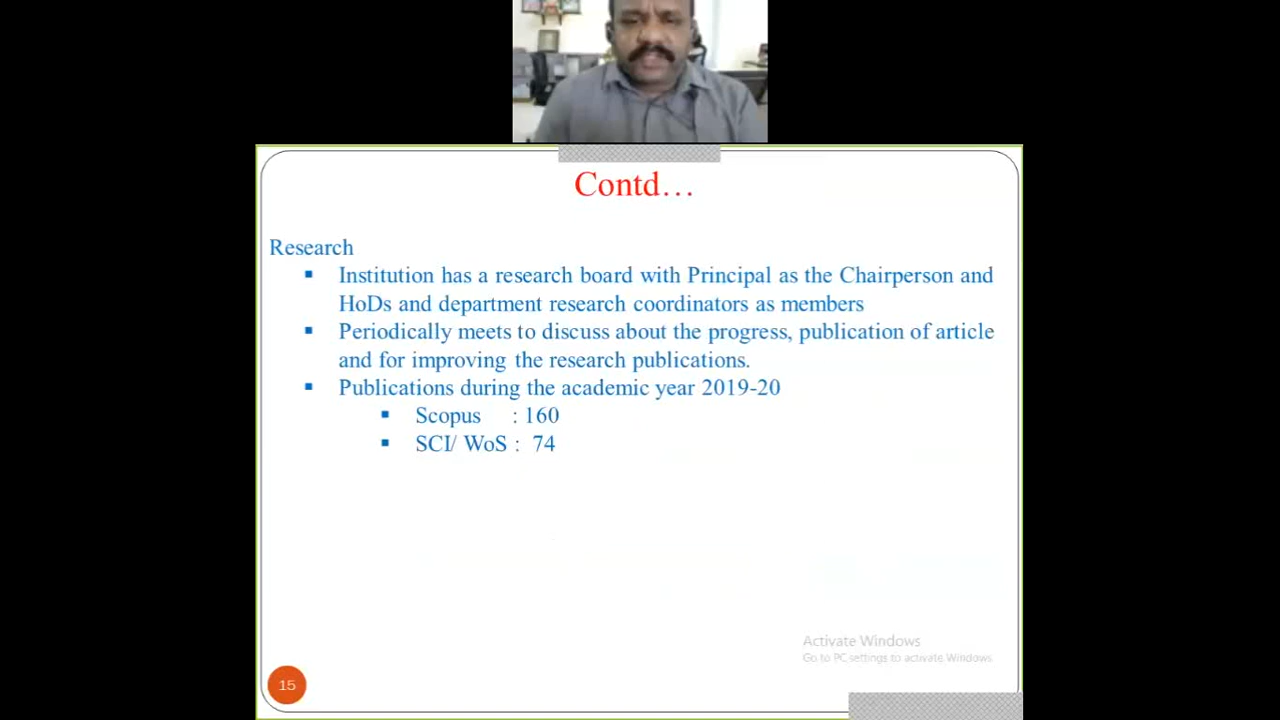 Contd...
Research
▪ Institution has a research board with Principal as the Chairperson and
HoDs and department research coordinators as members
▪ Periodically meets to discuss about the progress, publication of article
and for improving the research publications.
▪ Publications during the academic year 2019-20
▪ Scopus : 160
▪ SCI/ WoS : 74
Activate Windows
Go to PC settings to activate Windows
15